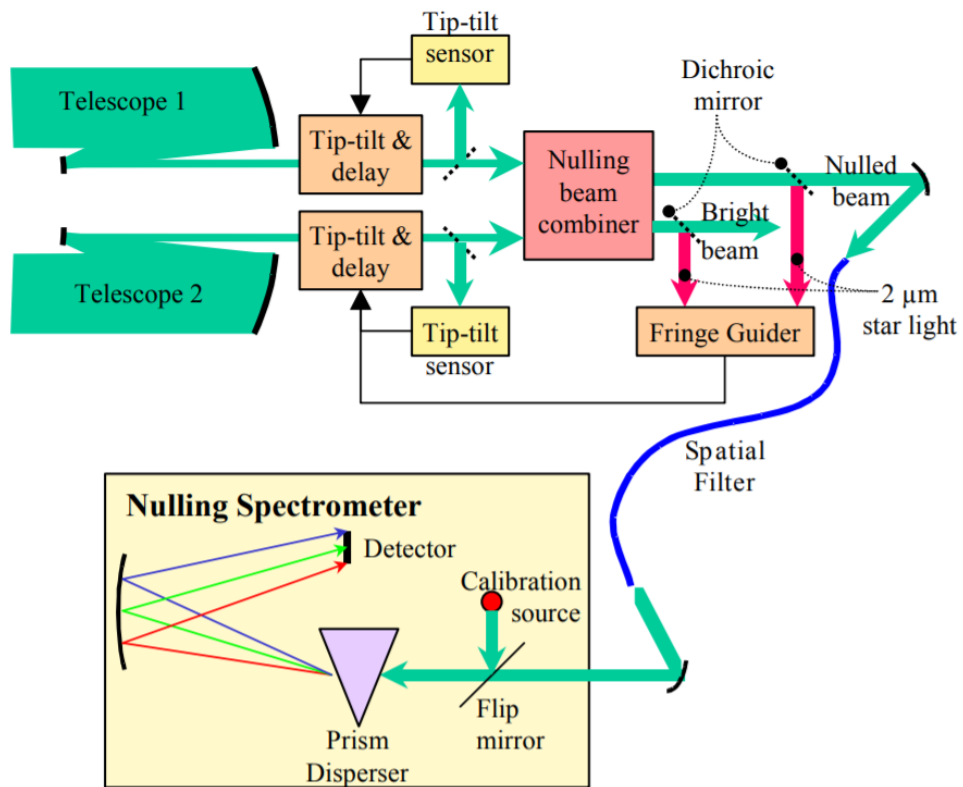 Tip-tilt
sensor
Telescope 1
Dichroic
mirror
Tip-tilt &
delay
Nulling
beam
combiner
Nulled
beam
Bright
beam
Tip-tilt &
delay
Telescope 2
2 µm
star light
Tip-tilt
sensor
Fringe Guider
Spatial
Filter
Nulling Spectrometer
Detector
Calibration
source
Flip
mirror
Prism
Disperser